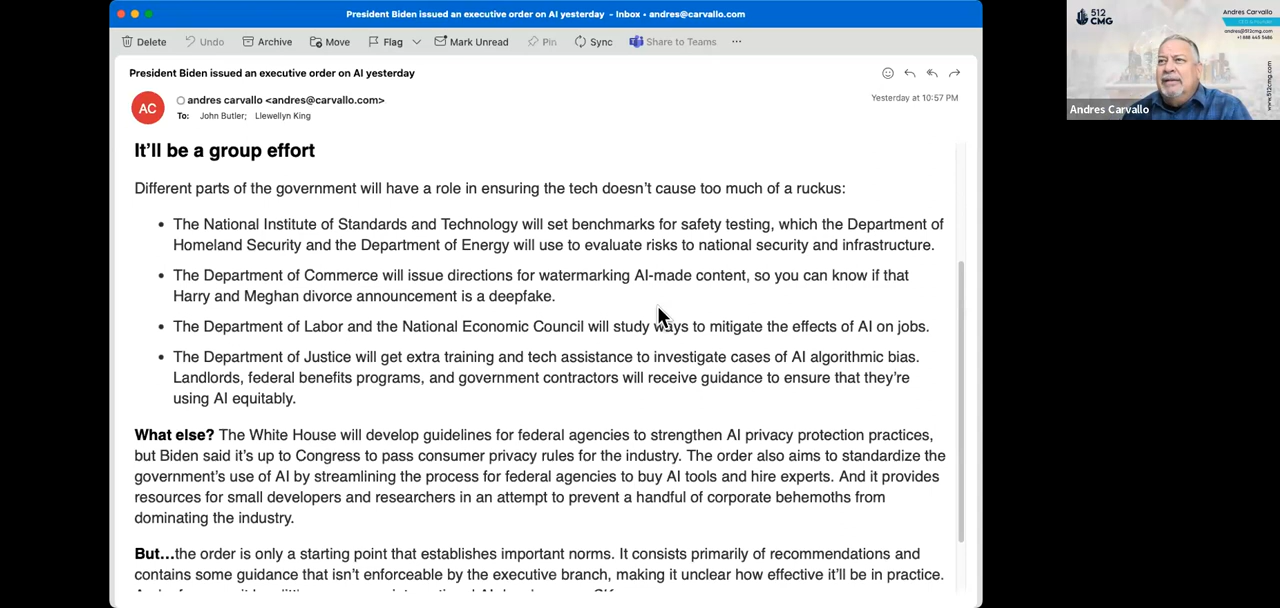 President Biden issued an executive order on AI yesterday - Inbox • andres@carvallo.com
Delete Undo Archive Move Flag Mark Unread Pin Sync Share to Teams ...
President Biden issued an executive order on AI yesterday
AC
andres carvallo <andres@carvallo.com>
Yesterday at 10:57 PM
To: John Butler; Llewellyn King
It'll be a group effort
Different parts of the government will have a role in ensuring the tech doesn't cause too much of a ruckus:
• The National Institute of Standards and Technology will set benchmarks for safety testing, which the Department of
Homeland Security and the Department of Energy will use to evaluate risks to national security and infrastructure.
• The Department of Commerce will issue directions for watermarking AI-made content, so you can know if that
Harry and Meghan divorce announcement is a deepfake.
• The Department of Labor and the National Economic Council will study ways to mitigate the effects of AI on jobs.
• The Department of Justice will get extra training and tech assistance to investigate cases of AI algorithmic bias.
Landlords, federal benefits programs, and government contractors will receive guidance to ensure that they're
using AI equitably.
What else? The White House will develop guidelines for federal agencies to strengthen AI privacy protection practices,
but Biden said it's up to Congress to pass consumer privacy rules for the industry. The order also aims to standardize the
government's use of AI by streamlining the process for federal agencies to buy AI tools and hire experts. And it provides
resources for small developers and researchers in an attempt to prevent a handful of corporate behemoths from
dominating the industry.
But...the order is only a starting point that establishes important norms. It consists primarily of recommendations and
contains some guidance that isn't enforceable by the executive branch, making it unclear how effective it'll be in practice.
512
CMG
Andres Carvallo
andres@512cmg.com
+1 888 445 5486
www.512cmg.com
Andres Carvallo